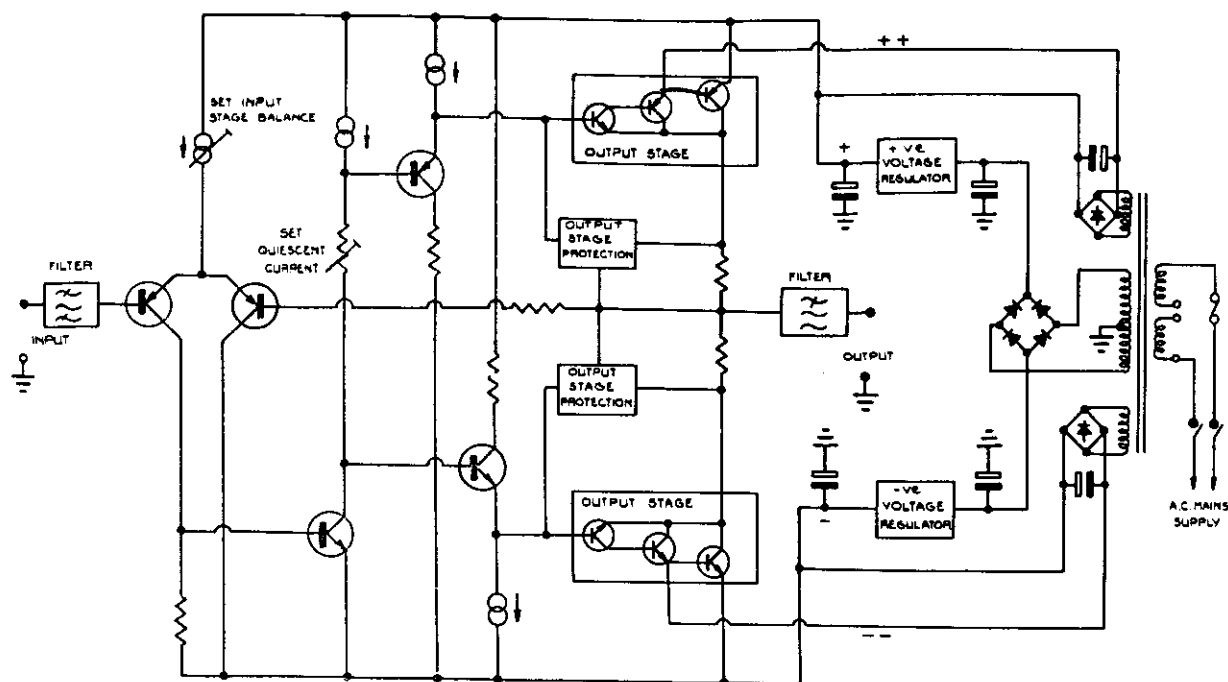 + +
SET INPUT
STAGE BALANCE
OUTPUT STAGE
+
+ ve
VOLTAGE
REGULATOR
SET
QUIESCENT
CURRENT
OUTPUT
STAGE
PROTECTION
FILTER
INPUT
FILTER
OUTPUT
OUTPUT
STAGE
PROTECTION
OUTPUT STAGE
-
-ve
VOLTAGE
REGULATOR
A.C. MAINS
SUPPLY
- -